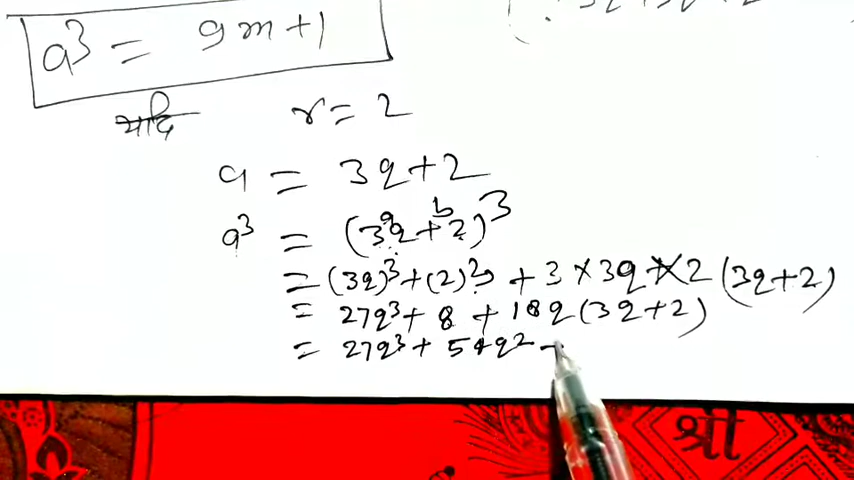 a³ = 9m+1
यदि r = 2
a = 3q+2
a b
a³ = (3q+2)³
= (3q)³+(2)³ + 3×3q×2(3q+2)
= 27q³+ 8 + 18q(3q+2)
= 27q³+ 54q² -
श्री